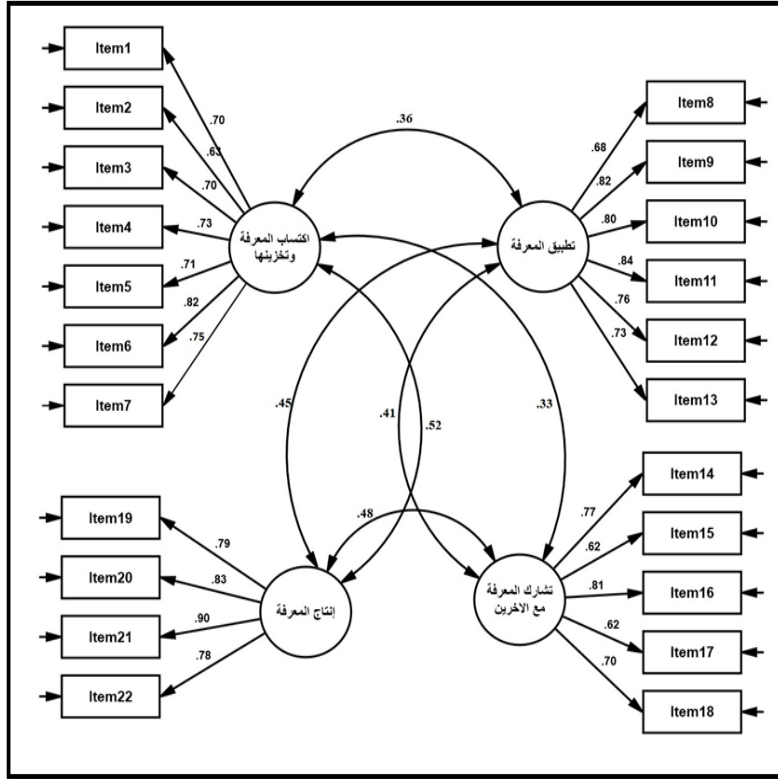 Item1
.70
Item2
.63
Item3
.70
Item4
.73
Item5
.71
Item6
.82
Item7
.75
اكتساب المعرفة
وتخزينها
.36
تطبيق المعرفة
Item8
.68
Item9
.82
Item10
.80
Item11
.84
Item12
.76
Item13
.73
.45
.41
.52
.33
.48
Item19
.79
Item20
.83
Item21
.90
Item22
.78
إنتاج المعرفة
تشارك المعرفة
مع الاخرين
Item14
.77
Item15
.62
Item16
.81
Item17
.62
Item18
.70